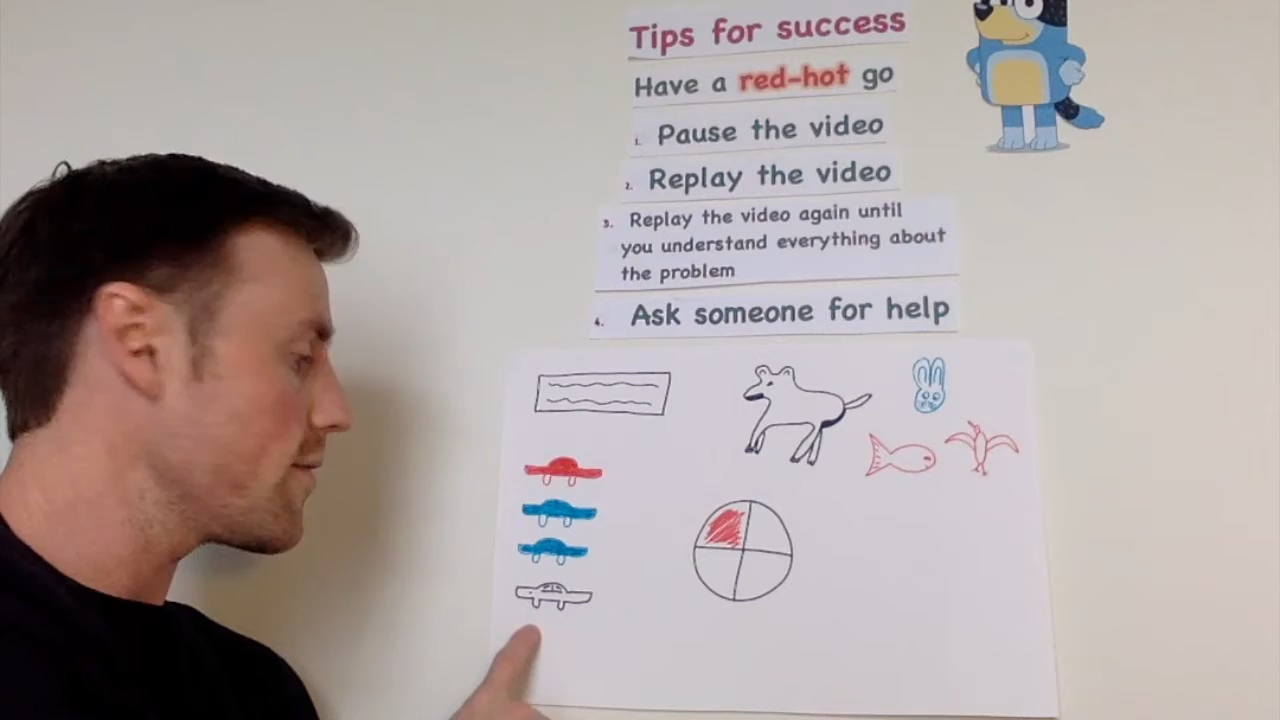 Tips for success
Have a red-hot go
1. Pause the video
2. Replay the video
3. Replay the video again until
you understand everything about
the problem
4. Ask someone for help